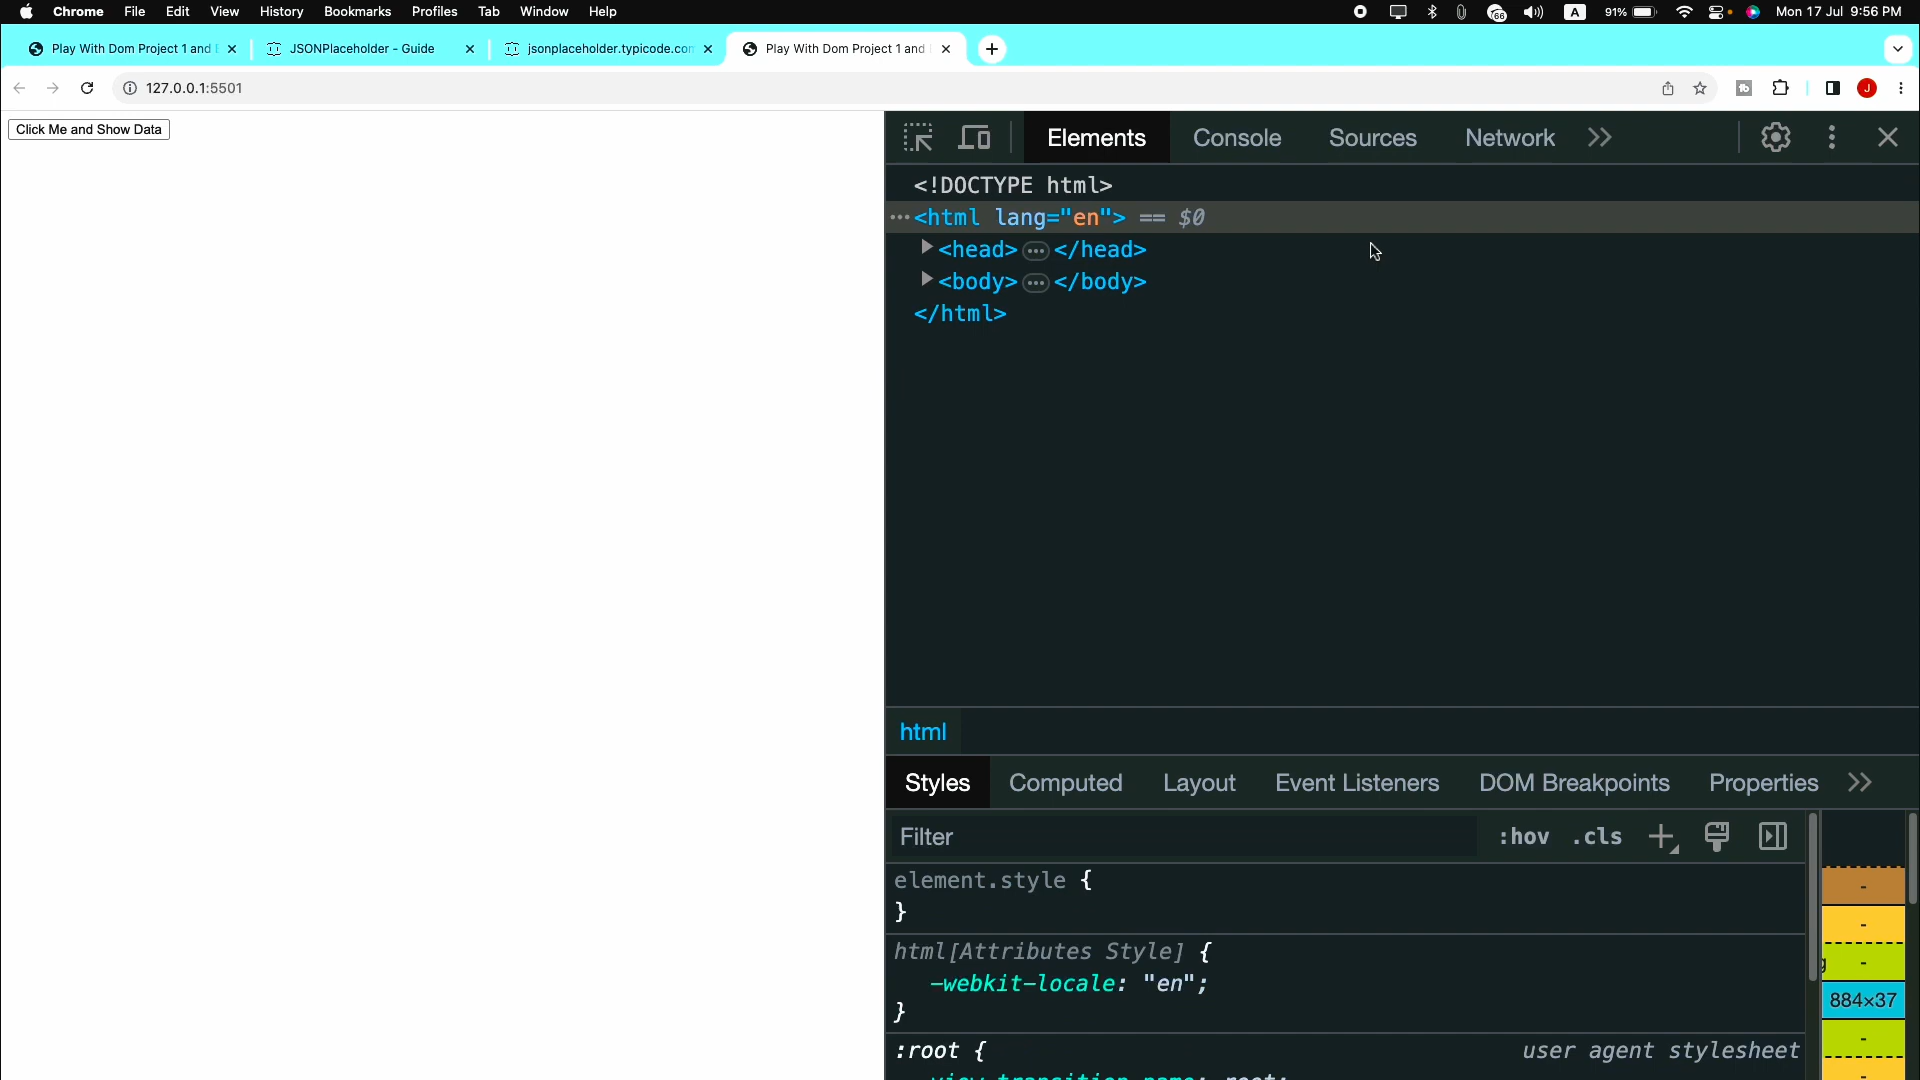 Chrome File Edit View History Bookmarks Profiles Tab Window Help 66 A 91% Mon 17 Jul 9:56 PM
Play With Dom Project 1 and JSONPlaceholder - Guide jsonplaceholder.typicode.com Play With Dom Project 1 and
127.0.0.1:5501 J
Click Me and Show Data
Elements Console Sources Network
<!DOCTYPE html>
<html lang="en"> == $0
<head> </head>
<body> </body>
</html>
html
Styles Computed Layout Event Listeners DOM Breakpoints Properties
Filter :hov .cls
element.style {
}
html[Attributes Style] {
-webkit-locale: "en";
}
884×37
:root { user agent stylesheet